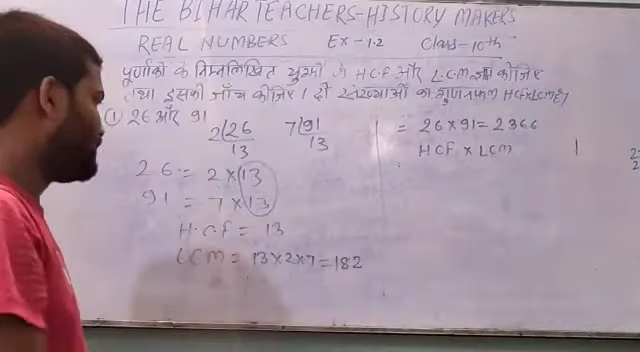 THE BIHAR TEACHERS-HISTORY MAKERS
REAL NUMBERS Ex-1.2 Class-10th
पूर्णांकों के निम्नलिखित युग्मों के H.C.F और L.C.M ज्ञात कीजिए
तथा इसकी जाँच कीजिए। दो संख्याओं का गुणनफल HCF×LCM है
① 26 और 91
2|26 7|91
13 13
26 = 2×13
91 = 7×13
H.C.F = 13
LCM = 13×2×7=182
= 26×91=2366
HCF × LCM